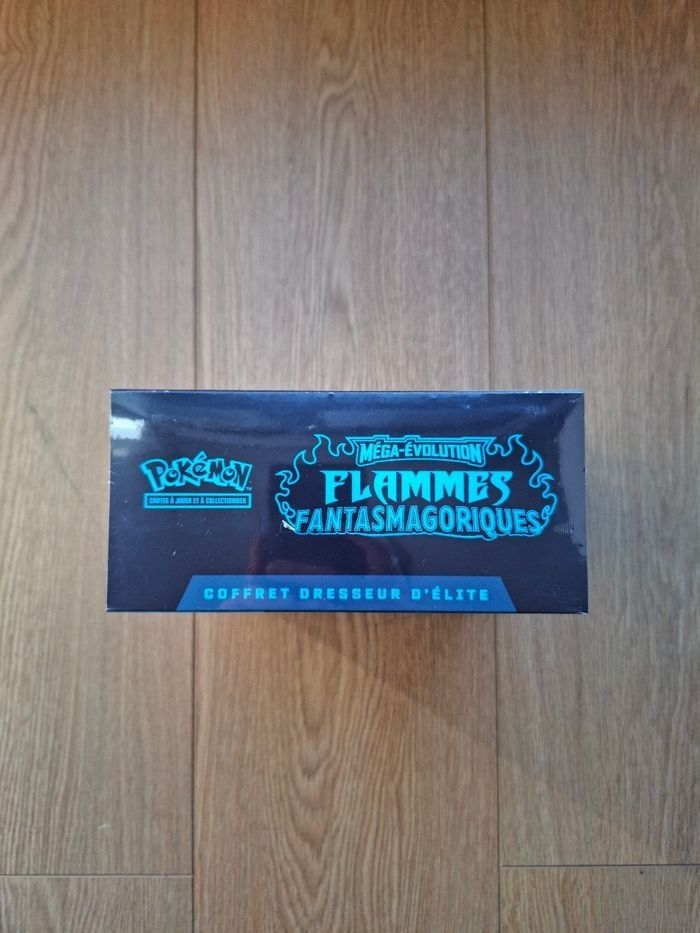 Pokémon
CARTES À JOUER ET À COLLECTIONNER
MÉGA-ÉVOLUTION
FLAMMES
FANTASMAGORIQUES
COFFRET DRESSEUR D'ÉLITE